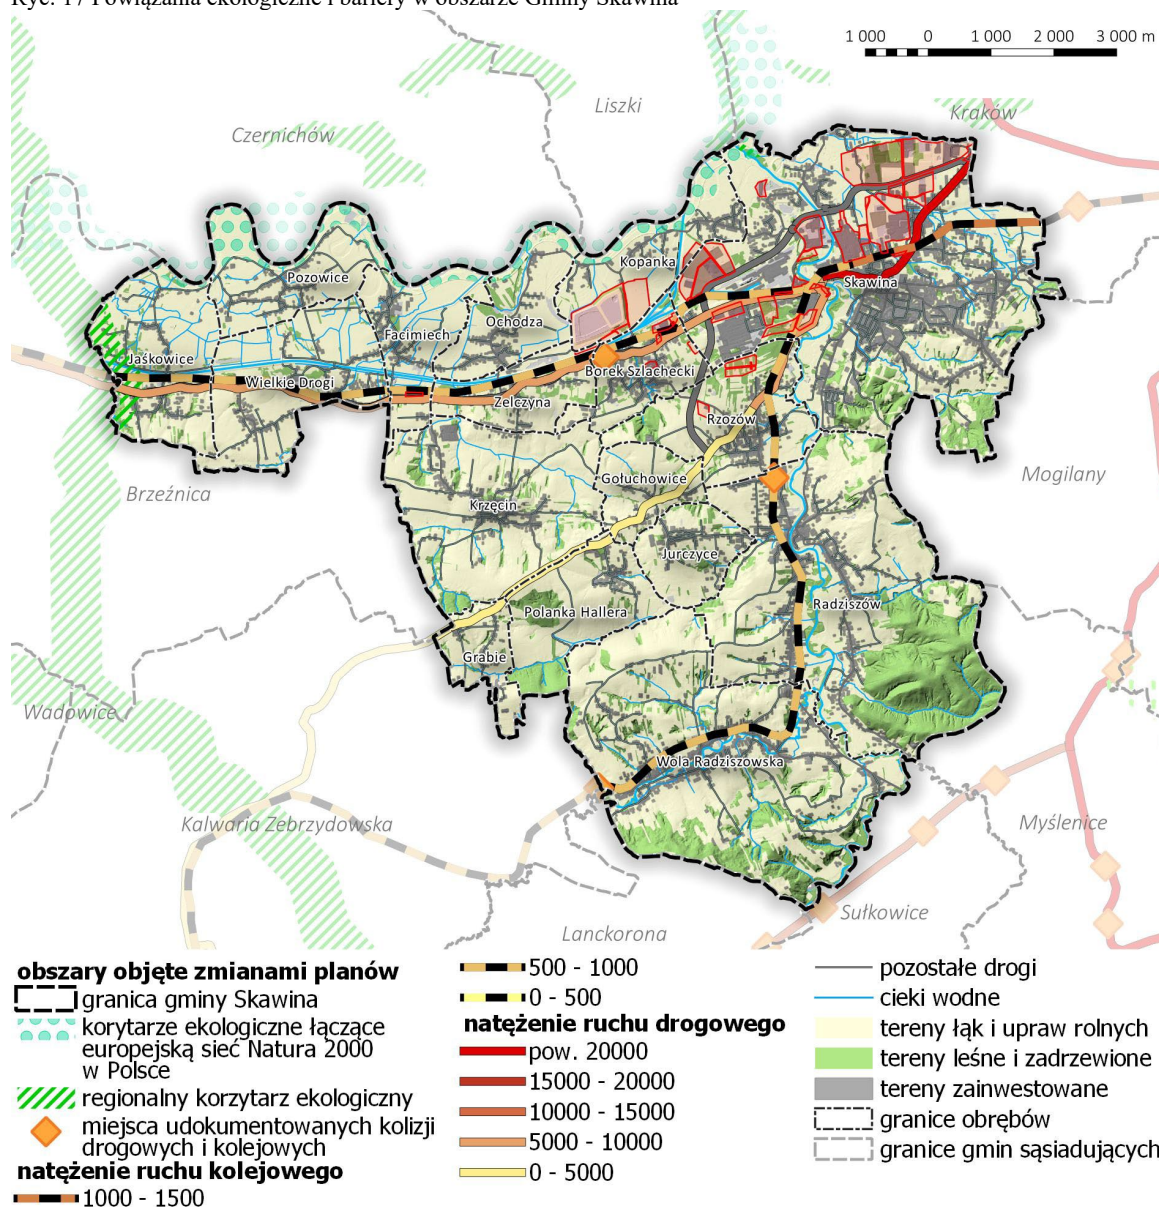 Ryc. 17 Powiązania ekologiczne i bariery w obszarze Gminy Skawina
1 000 0 1 000 2 000 3 000 m
Liszki
Kraków
Czernichów
Kopanka
Pozowice
Skawina
Ochodza
Facimiech
Jaśkowice
Borek Szlachecki
Wielkie Drogi
Zelczyna
Rzozów
Mogilany
Gołuchowice
Brzeźnica
Krzęcin
Jurczyce
Radziszów
Polanka Hallera
Grabie
Wadowice
Wola Radziszowska
Kalwaria Zebrzydowska
Myślenice
Sułkowice
Lanckorona
obszary objęte zmianami planów
granica gminy Skawina
korytarze ekologiczne łączące
europejską sieć Natura 2000
w Polsce
regionalny korzytarz ekologiczny
miejsca udokumentowanych kolizji
drogowych i kolejowych
natężenie ruchu kolejowego
1000 - 1500
500 - 1000
0 - 500
natężenie ruchu drogowego
pow. 20000
15000 - 20000
10000 - 15000
5000 - 10000
0 - 5000
pozostałe drogi
cieki wodne
tereny łąk i upraw rolnych
tereny leśne i zadrzewione
tereny zainwestowane
granice obrębów
granice gmin sąsiadujących